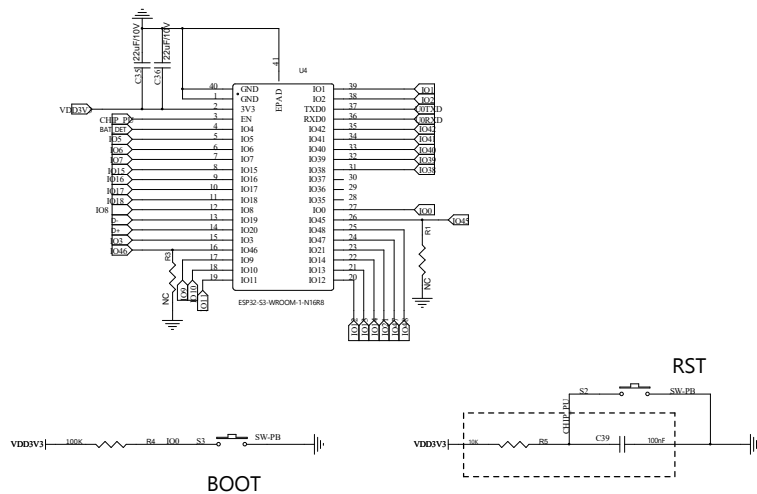 22uF/10V
22uF/10V
C35
C36
41
U4
EPAD
VDD3V3
CHIP_PU
BAT_DET
IO5
IO6
IO7
IO15
IO16
IO17
IO18
IO8
D-
D+
IO3
IO46
40 GND
1 GND
2 3V3
3 EN
4 IO4
5 IO5
6 IO6
7 IO7
8 IO15
9 IO16
10 IO17
11 IO18
12 IO8
13 IO19
14 IO20
15 IO3
16 IO46
17 IO9
18 IO10
19 IO11
IO1 39 IO1
IO2 38 IO2
TXD0 37 U0TXD
RXD0 36 U0RXD
IO42 35 IO42
IO41 34 IO41
IO40 33 IO40
IO39 32 IO39
IO38 31 IO38
IO37 30
IO36 29
IO35 28
IO0 27 IO0
IO45 26 IO45
IO48 25
IO47 24
IO21 23
IO14 22
IO13 21
IO12 20
R3
NC
IO9
IO10
IO11
R1
NC
ESP32-S3-WROOM-1-N16R8
RST
S2 SW-PB
CHIP_PU
VDD3V3 100K R4 IO0 S3 SW-PB
BOOT
VDD3V3 10K R5 C39 100nF